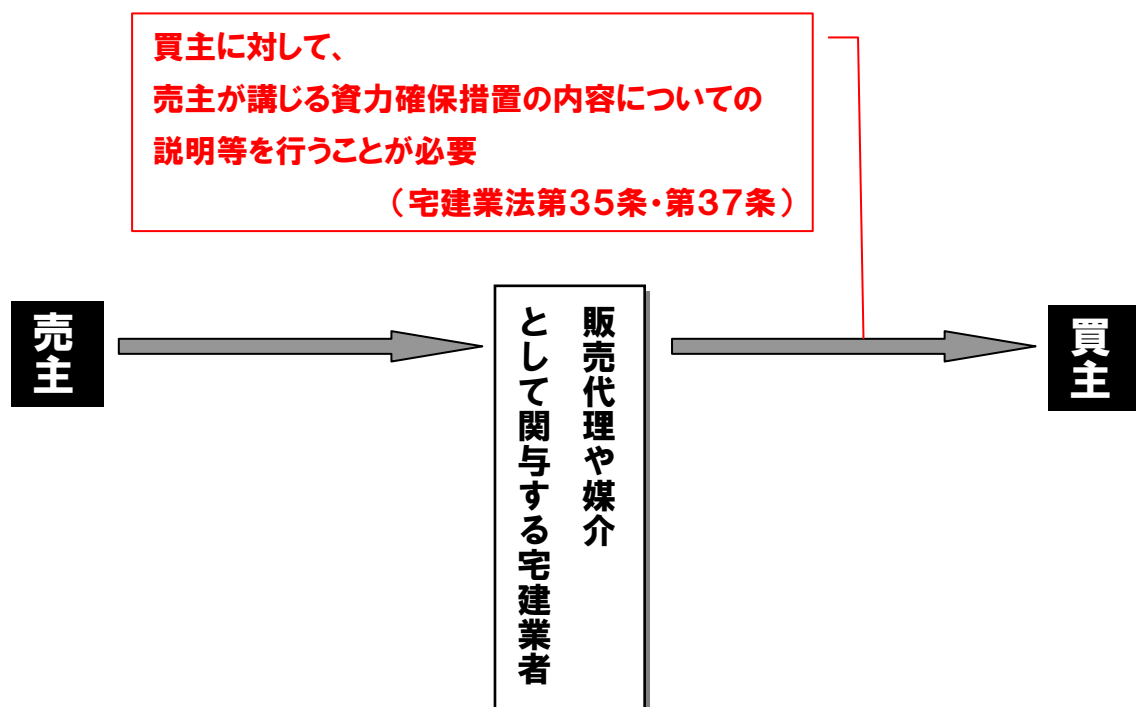 買主に対して、
売主が講じる資力確保措置の内容についての
説明等を行うことが必要
（宅建業法第３５条・第３７条）
売主
販売代理や媒介
として関与する宅建業者
買主